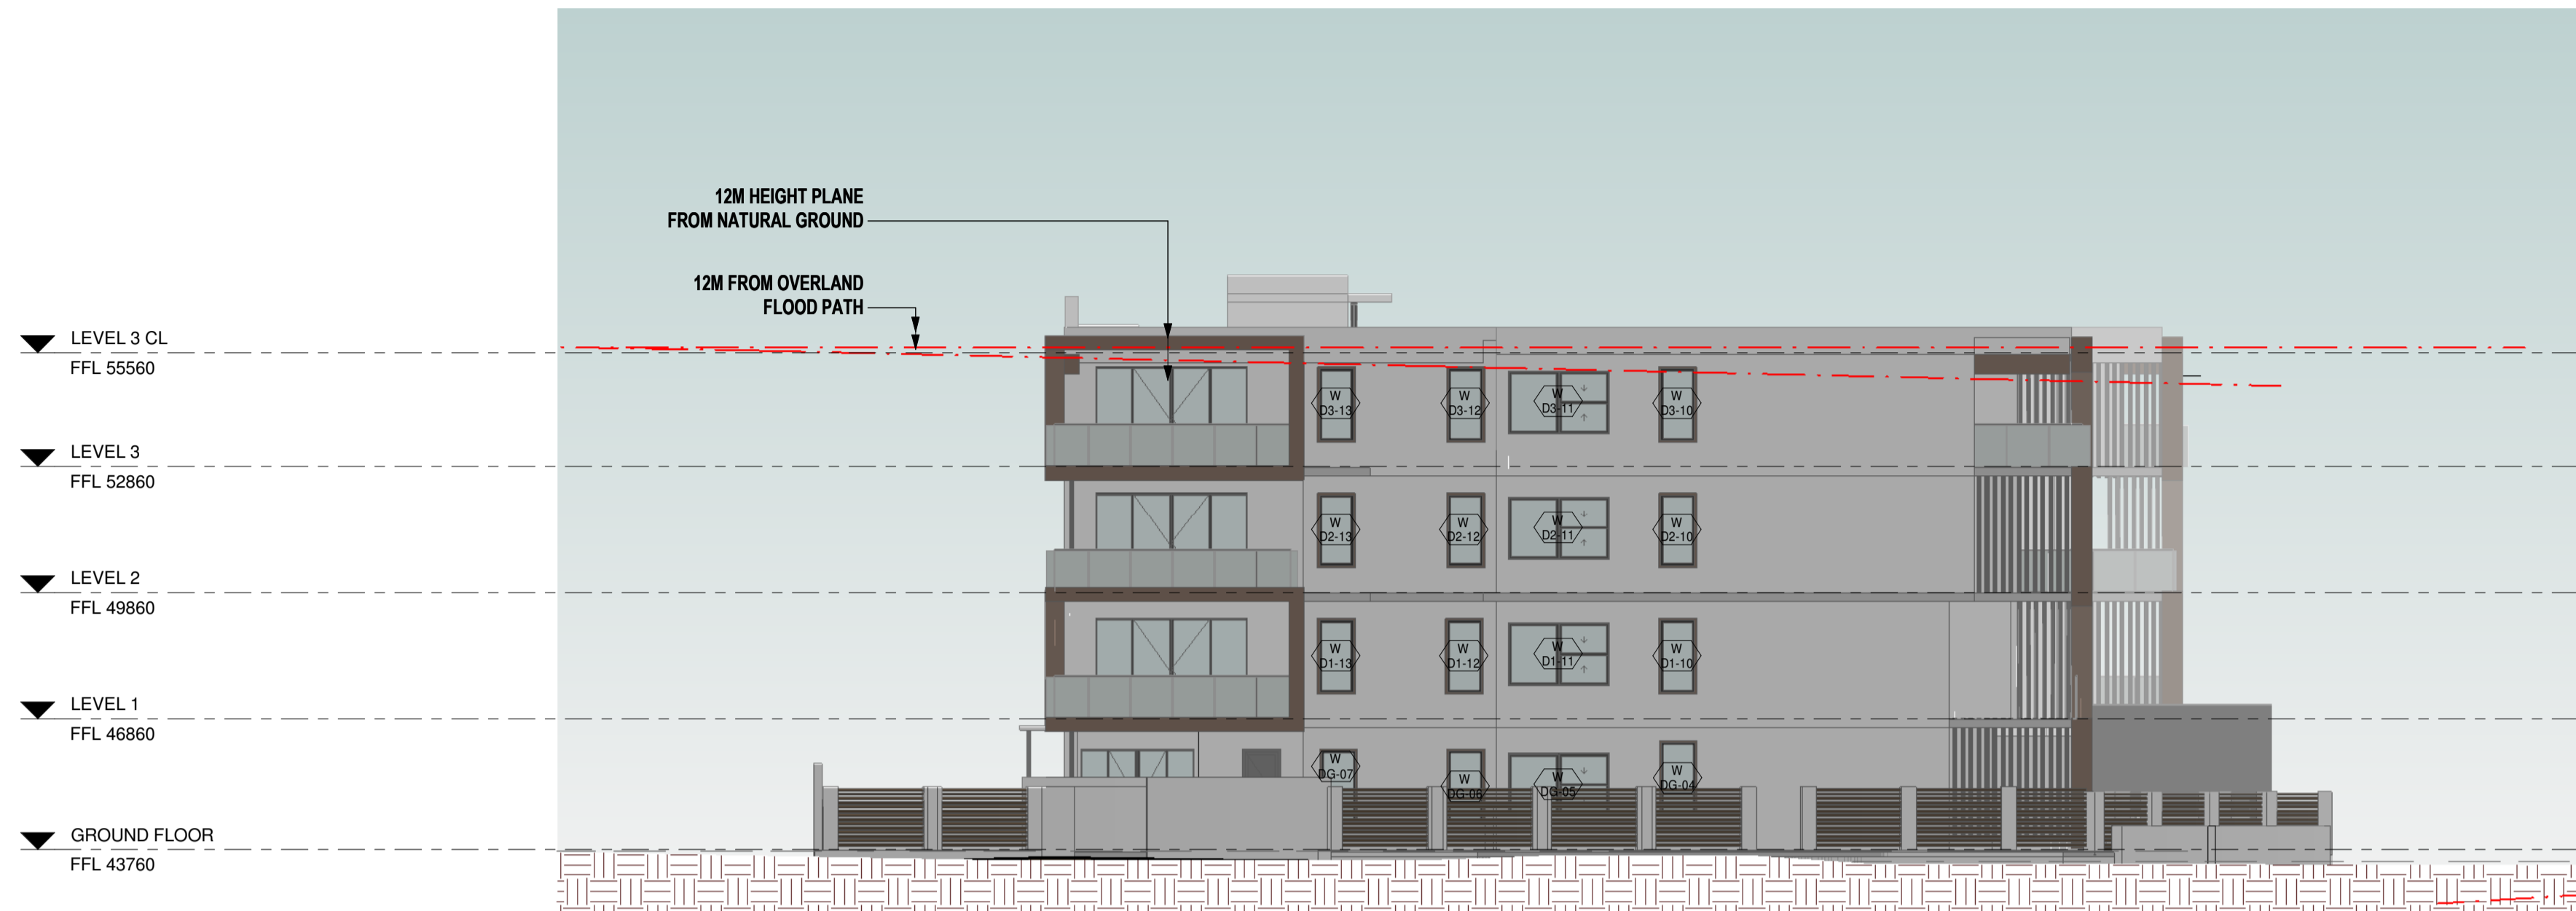 12M HEIGHT PLANE
FROM NATURAL GROUND
12M FROM OVERLAND
FLOOD PATH
LEVEL 3 CL
FFL 55560
W
D3-13
W
D3-12
W
D3-11
W
D3-10
LEVEL 3
FFL 52860
W
D2-13
W
D2-12
W
D2-11
W
D2-10
LEVEL 2
FFL 49860
W
D1-13
W
D1-12
W
D1-11
W
D1-10
LEVEL 1
FFL 46860
W
DG-07
W
DG-06
W
DG-05
W
DG-04
GROUND FLOOR
FFL 43760